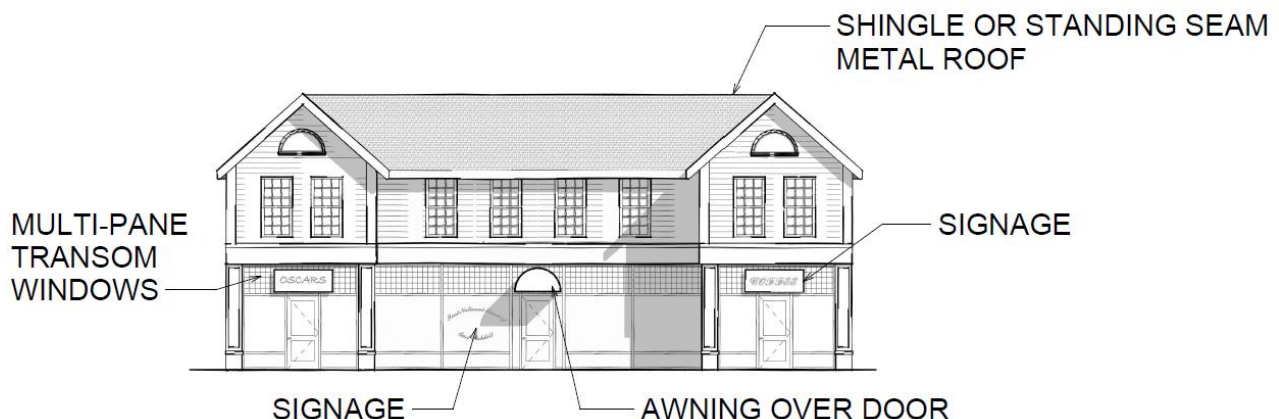 SHINGLE OR STANDING SEAM
METAL ROOF
MULTI-PANE
TRANSOM
WINDOWS
SIGNAGE
OSCARS
SIGNAGE
AWNING OVER DOOR